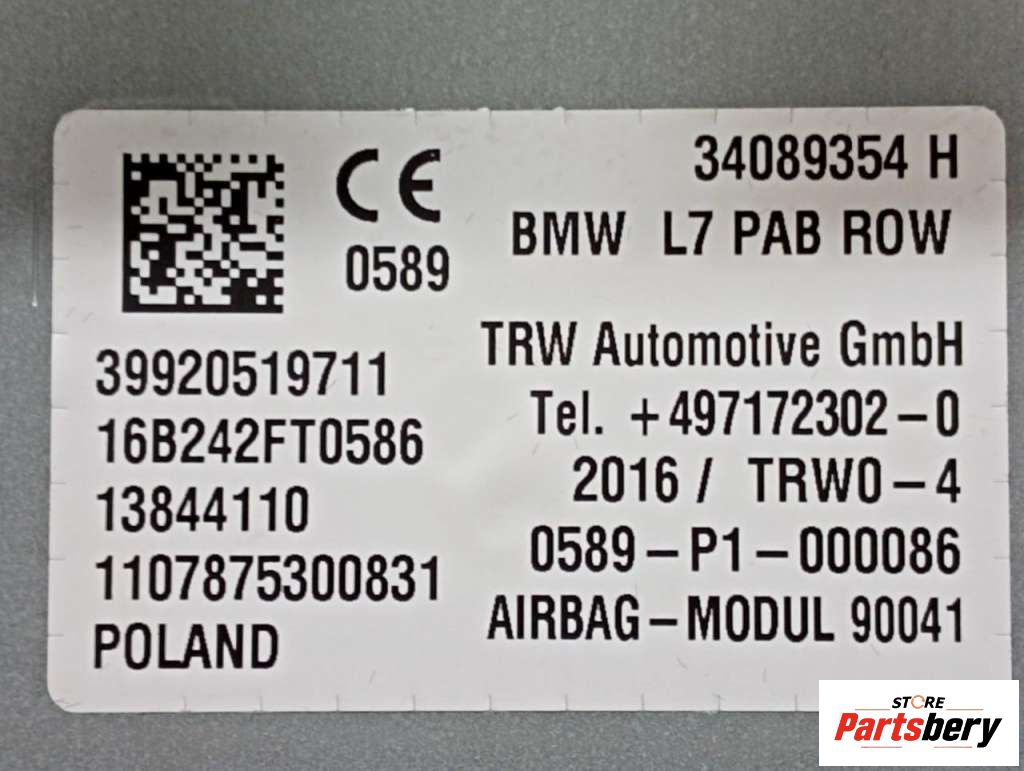 34089354 H
CE
BMW L7 PAB ROW
0589
TRW Automotive GmbH
39920519711
Tel. +497172302-0
16B242FT0586
2016 / TRW0-4
13844110
0589-P1-000086
1107875300831
AIRBAG-MODUL 90041
POLAND
STORE
Partsbery